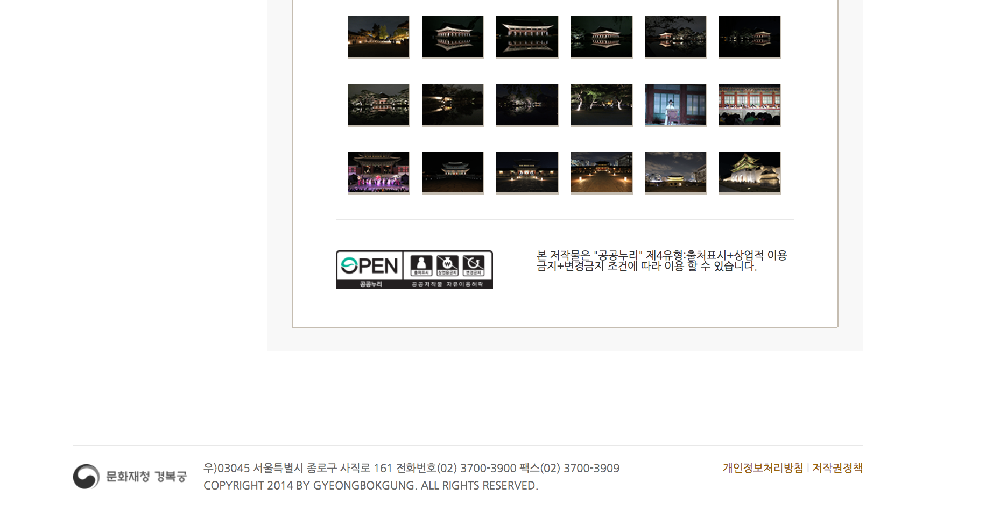 OPEN
출처표시 상업용금지 변경금지
공공누리 공공저작물 자유이용허락
본 저작물은 "공공누리" 제4유형:출처표시+상업적 이용
금지+변경금지 조건에 따라 이용 할 수 있습니다.
문화재청 경복궁
우)03045 서울특별시 종로구 사직로 161 전화번호(02) 3700-3900 팩스(02) 3700-3909
COPYRIGHT 2014 BY GYEONGBOKGUNG. ALL RIGHTS RESERVED.
개인정보처리방침 | 저작권정책